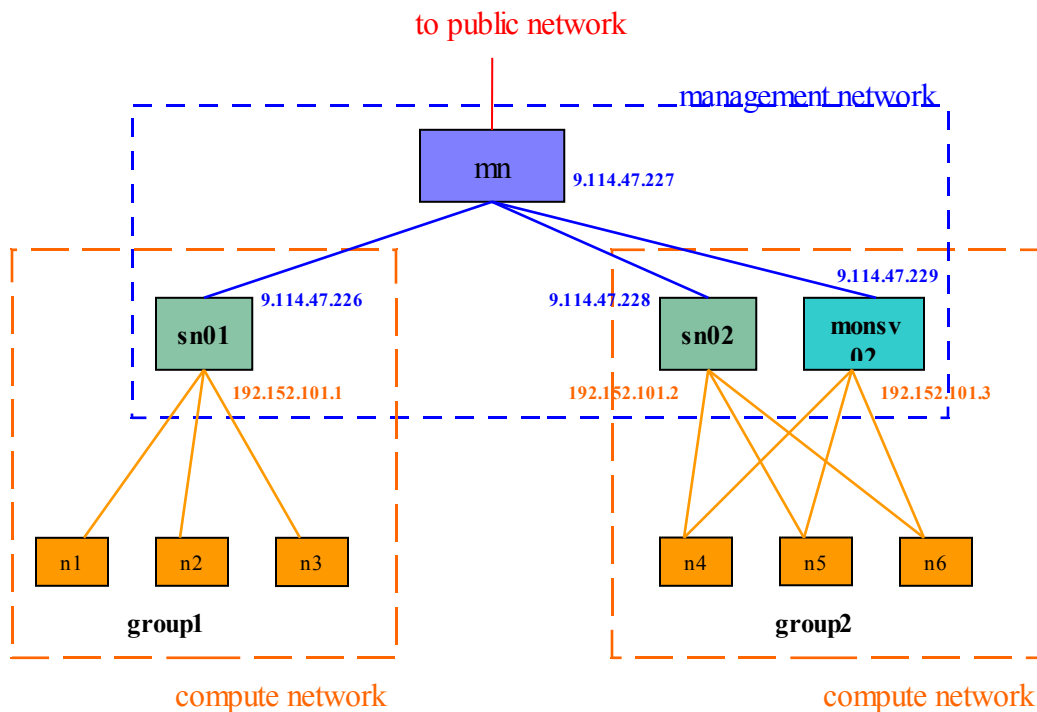 to public network
management network
mn
9.114.47.227
9.114.47.229
9.114.47.226
9.114.47.228
sn01
sn02
monsv
02
192.152.101.1
192.152.101.2
192.152.101.3
n1
n2
n3
n4
n5
n6
group1
group2
compute network
compute network